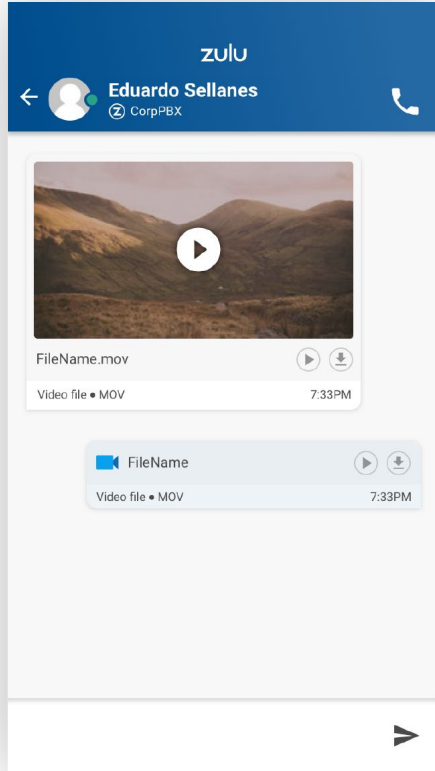 zulu
Eduardo Sellanes
CorpPBX
FileName.mov
Video file • MOV 7:33PM
FileName
Video file • MOV 7:33PM